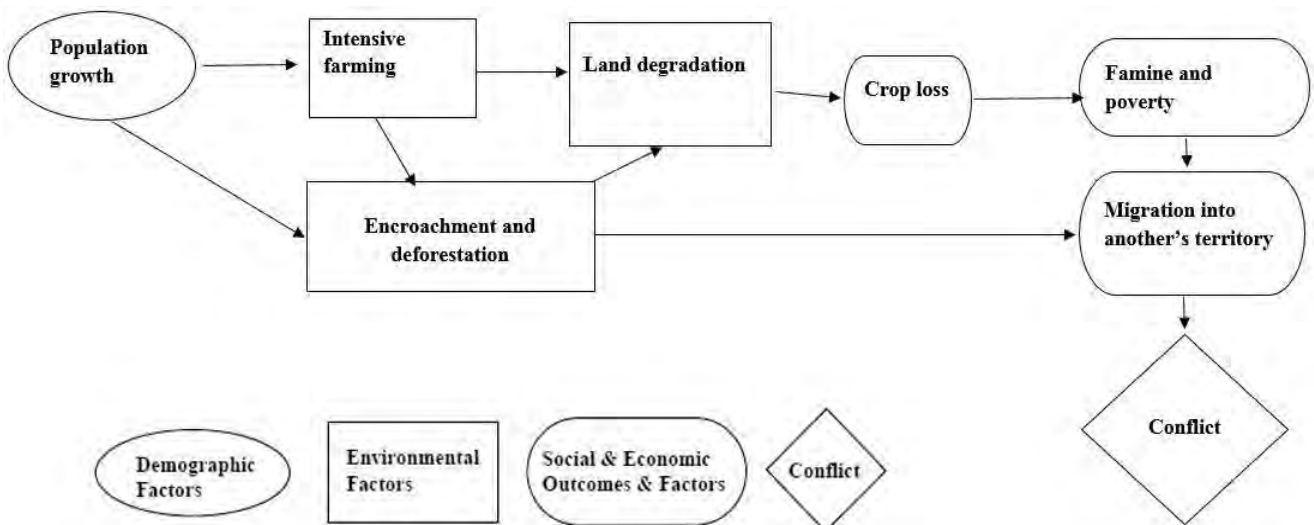 Population
growth
Intensive
farming
Land degradation
Crop loss
Famine and
poverty
Encroachment and
deforestation
Migration into
another’s territory
Conflict
Demographic
Factors
Environmental
Factors
Social & Economic
Outcomes & Factors
Conflict